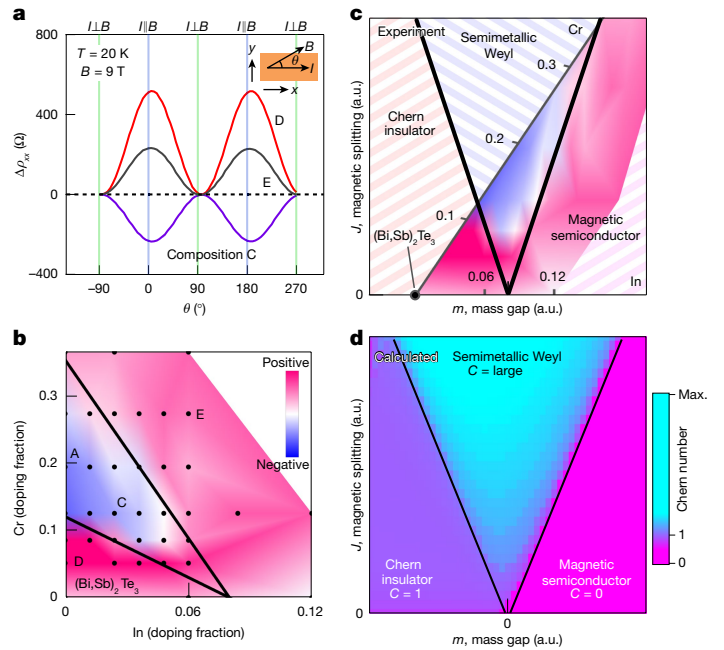 a
I⊥B
I∥B
I⊥B
I∥B
I⊥B
800
400
0
−400
Δρxx (Ω)
T = 20 K
B = 9 T
y
B
θ
I
x
D
E
Composition C
−90
0
90
180
270
θ (°)
b
Positive
Negative
0.3
0.2
0.1
0
Cr (doping fraction)
E
A
C
D
(Bi,Sb)2Te3
0
0.06
0.12
In (doping fraction)
c
Experiment
Semimetallic
Weyl
Cr
0.3
Chern
insulator
0.2
0.1
(Bi,Sb)2Te3
Magnetic
semiconductor
0.06
0.12
In
0
J, magnetic splitting (a.u.)
m, mass gap (a.u.)
d
Calculated
Semimetallic Weyl
C = large
Chern
insulator
C = 1
Magnetic
semiconductor
C = 0
0
J, magnetic splitting (a.u.)
0
m, mass gap (a.u.)
Max.
1
0
Chern number